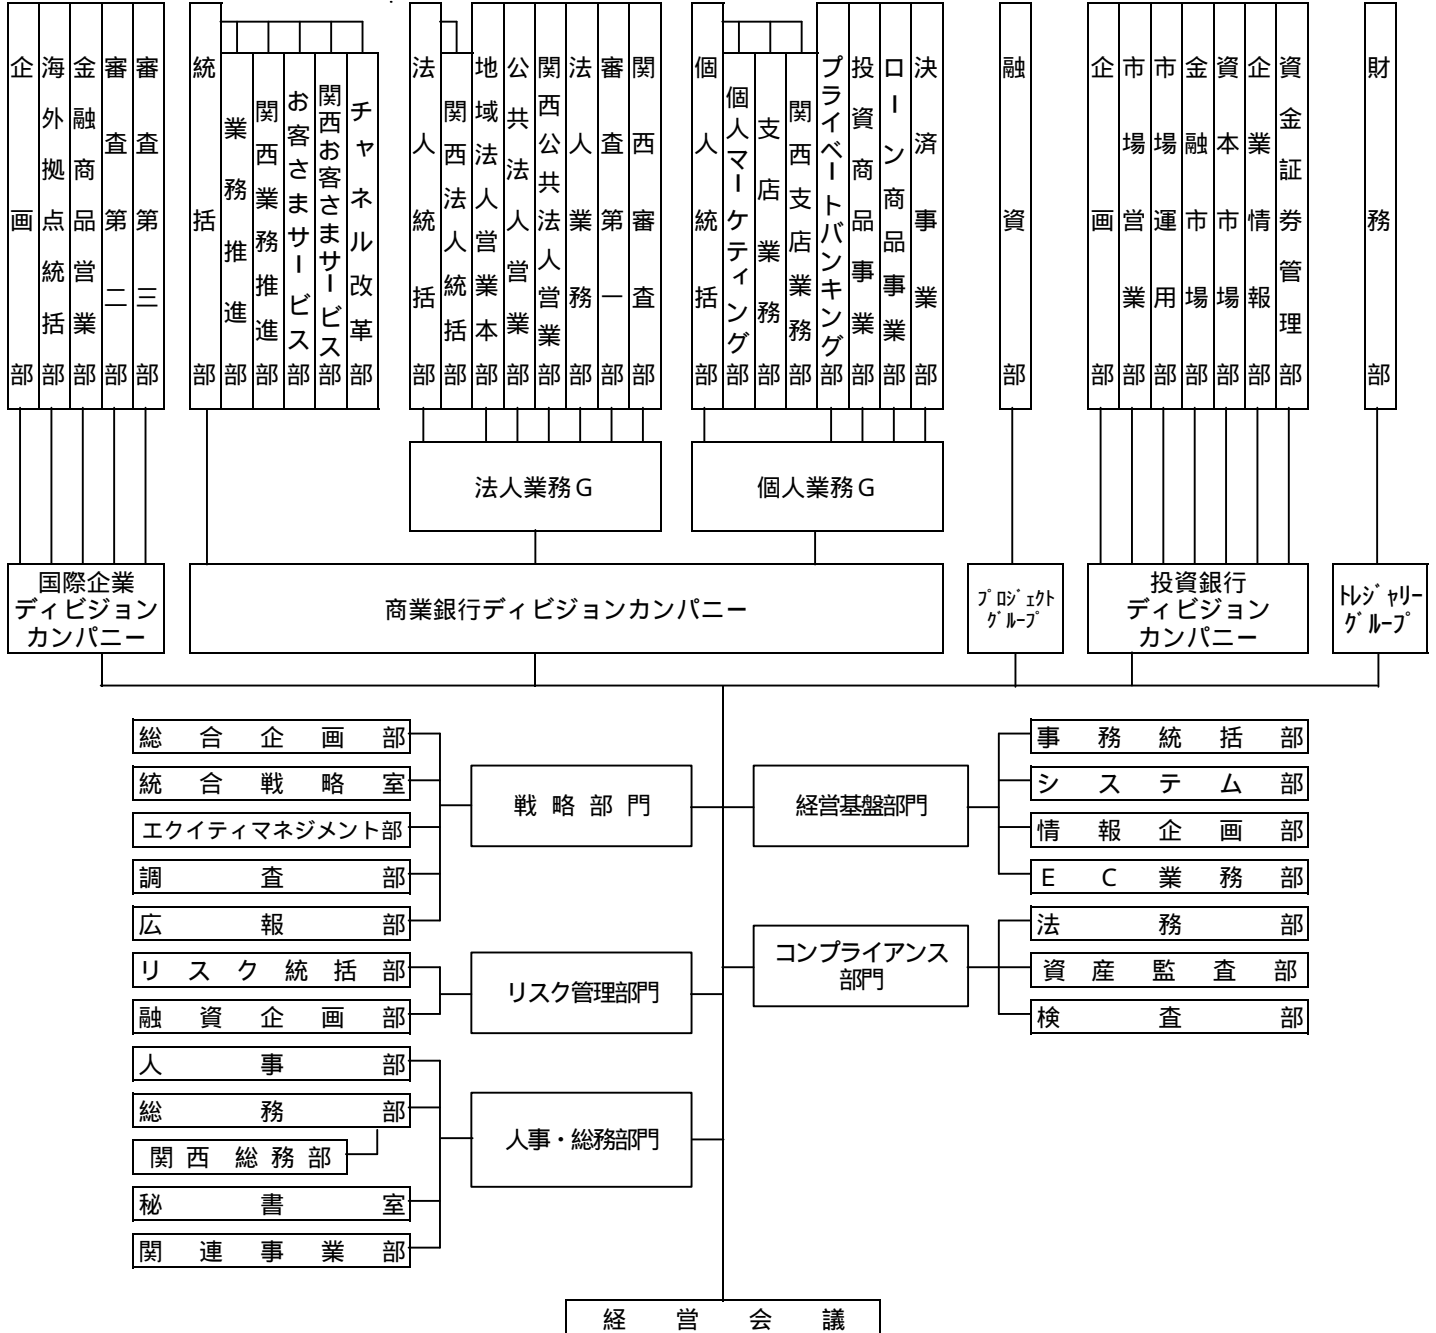 企画部
海外拠点統括部
金融商品営業部
審査第二部
審査第三部
統括部
業務推進部
関西業務推進部
お客さまサービス部
関西お客さまサービス部
チャネル改革部
法人統括部
関西法人統括部
地域法人営業本部
公共法人営業部
関西公共法人営業部
法人業務部
審査第一部
関西審査部
個人統括部
個人マーケティング部
支店業務部
関西支店業務部
プライベートバンキング部
投資商品事業部
ローン商品事業部
決済事業部
融資部
企画部
市場営業部
市場運用部
金融市場部
資本市場部
企業情報部
資金証券管理部
財務部
法人業務G
個人業務G
国際企業
ディビジョン
カンパニー
商業銀行ディビジョンカンパニー
ﾌﾟﾛｼﾞｪｸﾄ
ｸﾞﾙｰﾌﾟ
投資銀行
ディビジョン
カンパニー
ﾄﾚｼﾞｬﾘｰ
ｸﾞﾙｰﾌﾟ
総合企画部
統合戦略室
エクイティマネジメント部
調査部
広報部
リスク統括部
融資企画部
人事部
総務部
関西総務部
秘書室
関連事業部
戦略部門
リスク管理部門
人事・総務部門
経営基盤部門
コンプライアンス
部門
事務統括部
システム部
情報企画部
EC業務部
法務部
資産監査部
検査部
経営会議